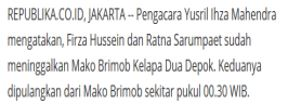 REPUBLIKA.CO.ID, JAKARTA -- Pengacara Yusril Ihza Mahendra
mengatakan, Firza Hussein dan Ratna Sarumpaet sudah
meninggalkan Mako Brimob Kelapa Dua Depok. Keduanya
dipulangkan dari Mako Brimob sekitar pukul 00.30 WIB.